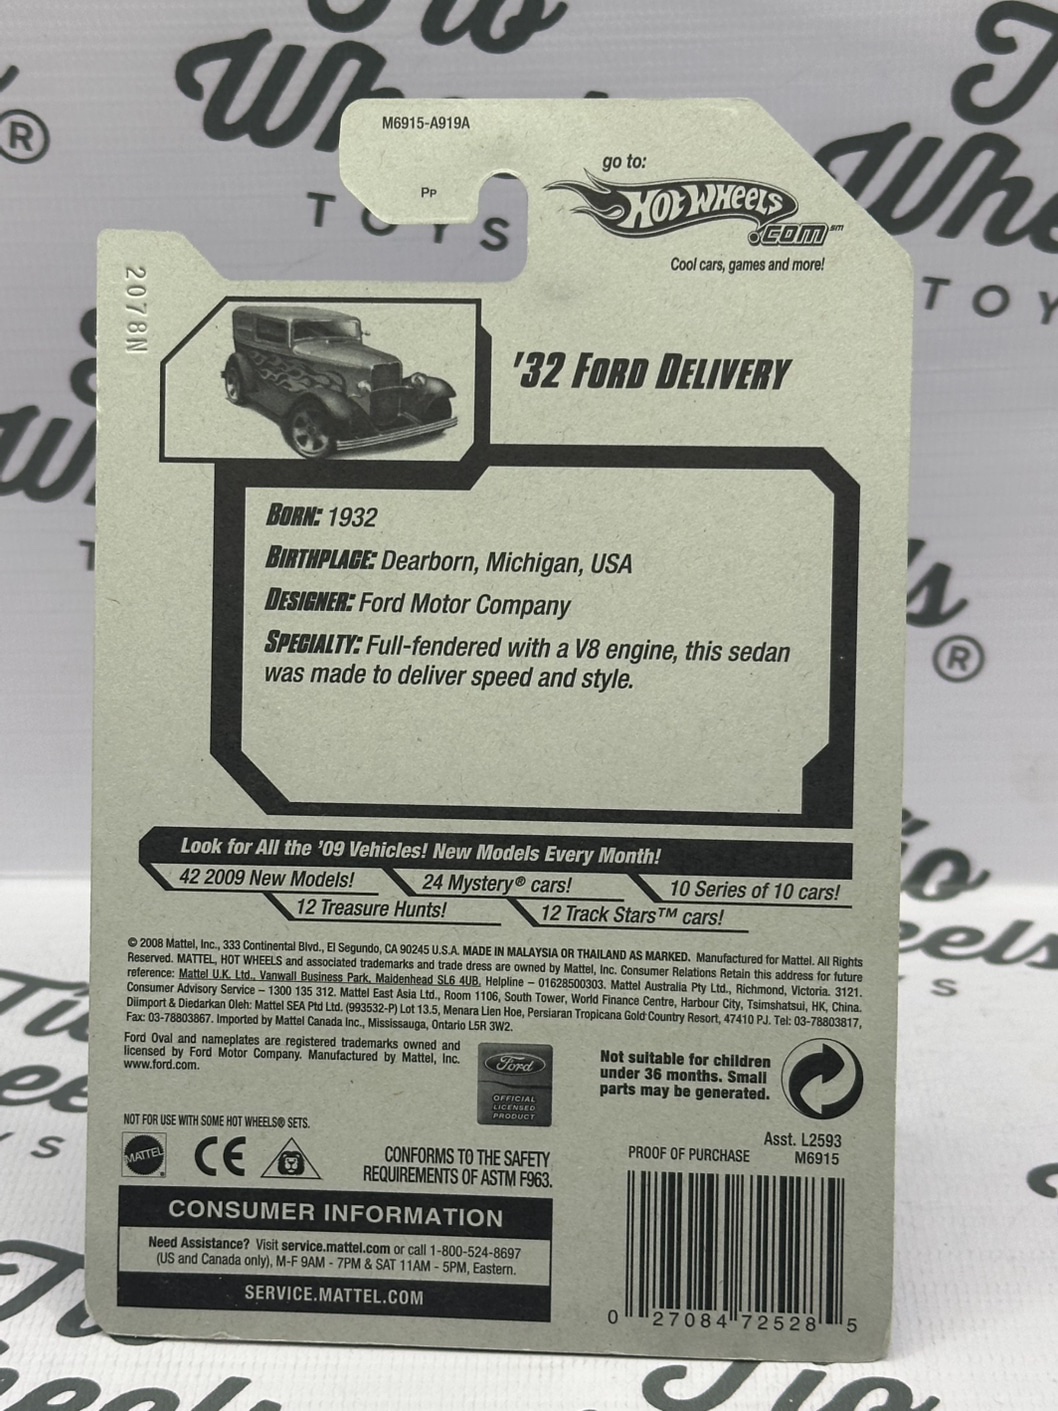 Tio
Wheels
TOYS
®
M6915-A919A
PP
go to:
HOT WHEELS
.COM℠
Cool cars, games and more!
2078N
'32 FORD DELIVERY
BORN: 1932
BIRTHPLACE: Dearborn, Michigan, USA
DESIGNER: Ford Motor Company
SPECIALTY: Full-fendered with a V8 engine, this sedan
was made to deliver speed and style.
Look for All the '09 Vehicles! New Models Every Month!
42 2009 New Models! 24 Mystery® cars! 10 Series of 10 cars!
12 Treasure Hunts! 12 Track Stars™ cars!
© 2008 Mattel, Inc., 333 Continental Blvd., El Segundo, CA 90245 U.S.A. MADE IN MALAYSIA OR THAILAND AS MARKED. Manufactured for Mattel. All Rights
Reserved. MATTEL, HOT WHEELS and associated trademarks and trade dress are owned by Mattel, Inc. Consumer Relations Retain this address for future
reference: Mattel U.K. Ltd., Vanwall Business Park, Maidenhead SL6 4UB. Helpline – 01628500303. Mattel Australia Pty Ltd., Richmond, Victoria. 3121.
Consumer Advisory Service – 1300 135 312. Mattel East Asia Ltd., Room 1106, South Tower, World Finance Centre, Harbour City, Tsimshatsui, HK, China.
Diimport & Diedarkan Oleh: Mattel SEA Ptd Ltd. (993532-P) Lot 13.5, Menara Lien Hoe, Persiaran Tropicana Gold Country Resort, 47410 PJ. Tel: 03-78803817,
Fax: 03-78803867. Imported by Mattel Canada Inc., Mississauga, Ontario L5R 3W2.
Ford Oval and nameplates are registered trademarks owned and
licensed by Ford Motor Company. Manufactured by Mattel, Inc.
www.ford.com.
Ford
OFFICIAL
LICENSED
PRODUCT
Not suitable for children
under 36 months. Small
parts may be generated.
NOT FOR USE WITH SOME HOT WHEELS® SETS.
MATTEL
CE
CONFORMS TO THE SAFETY
REQUIREMENTS OF ASTM F963.
Asst. L2593
PROOF OF PURCHASE M6915
CONSUMER INFORMATION
Need Assistance? Visit service.mattel.com or call 1-800-524-8697
(US and Canada only), M-F 9AM - 7PM & SAT 11AM - 5PM, Eastern.
SERVICE.MATTEL.COM
0 27084 72528 5